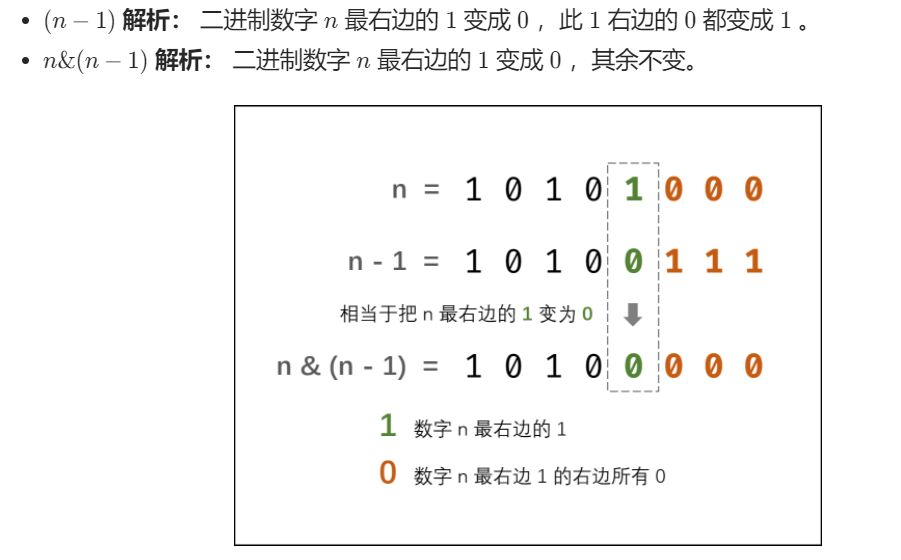 • (n − 1) 解析： 二进制数字 n 最右边的 1 变成 0 ，此 1 右边的 0 都变成 1 。
• n&(n − 1) 解析： 二进制数字 n 最右边的 1 变成 0 ，其余不变。
n = 1 0 1 0 1 0 0 0
n - 1 = 1 0 1 0 0 1 1 1
相当于把 n 最右边的 1 变为 0
n & (n - 1) = 1 0 1 0 0 0 0 0
1 数字 n 最右边的 1
0 数字 n 最右边 1 的右边所有 0